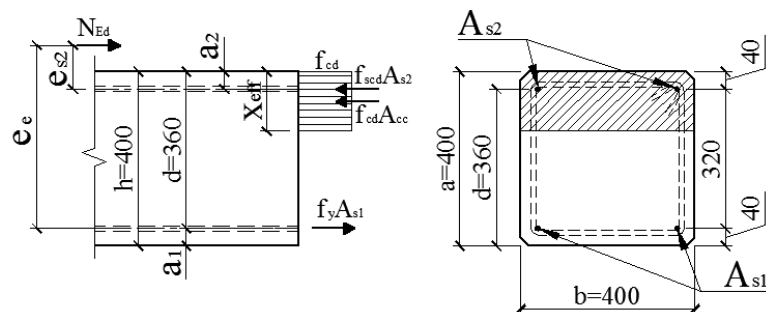 N_Ed
e_s2
a_2
e_e
h=400
d=360
a_1
f_cd
X_eff
f_scd A_s2
f_cd A_cc
f_y A_s1
A_s2
40
a=400
d=360
320
40
A_s1
b=400